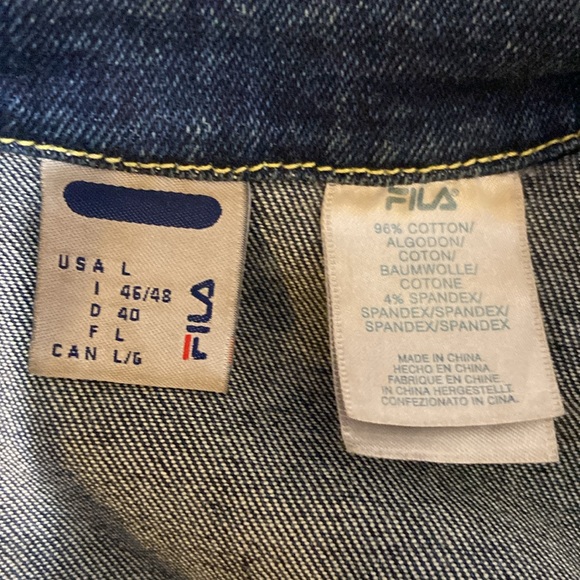 USA L
I 46/48
D 40
F L
CAN L/G
FILA
FILA®
96% COTTON/
ALGODON/
COTON/
BAUMWOLLE/
COTONE
4% SPANDEX/
SPANDEX/SPANDEX/
SPANDEX/SPANDEX
MADE IN CHINA.
HECHO EN CHINA.
FABRIQUE EN CHINE.
IN CHINA HERGESTELLT.
CONFEZIONATO IN CINA.